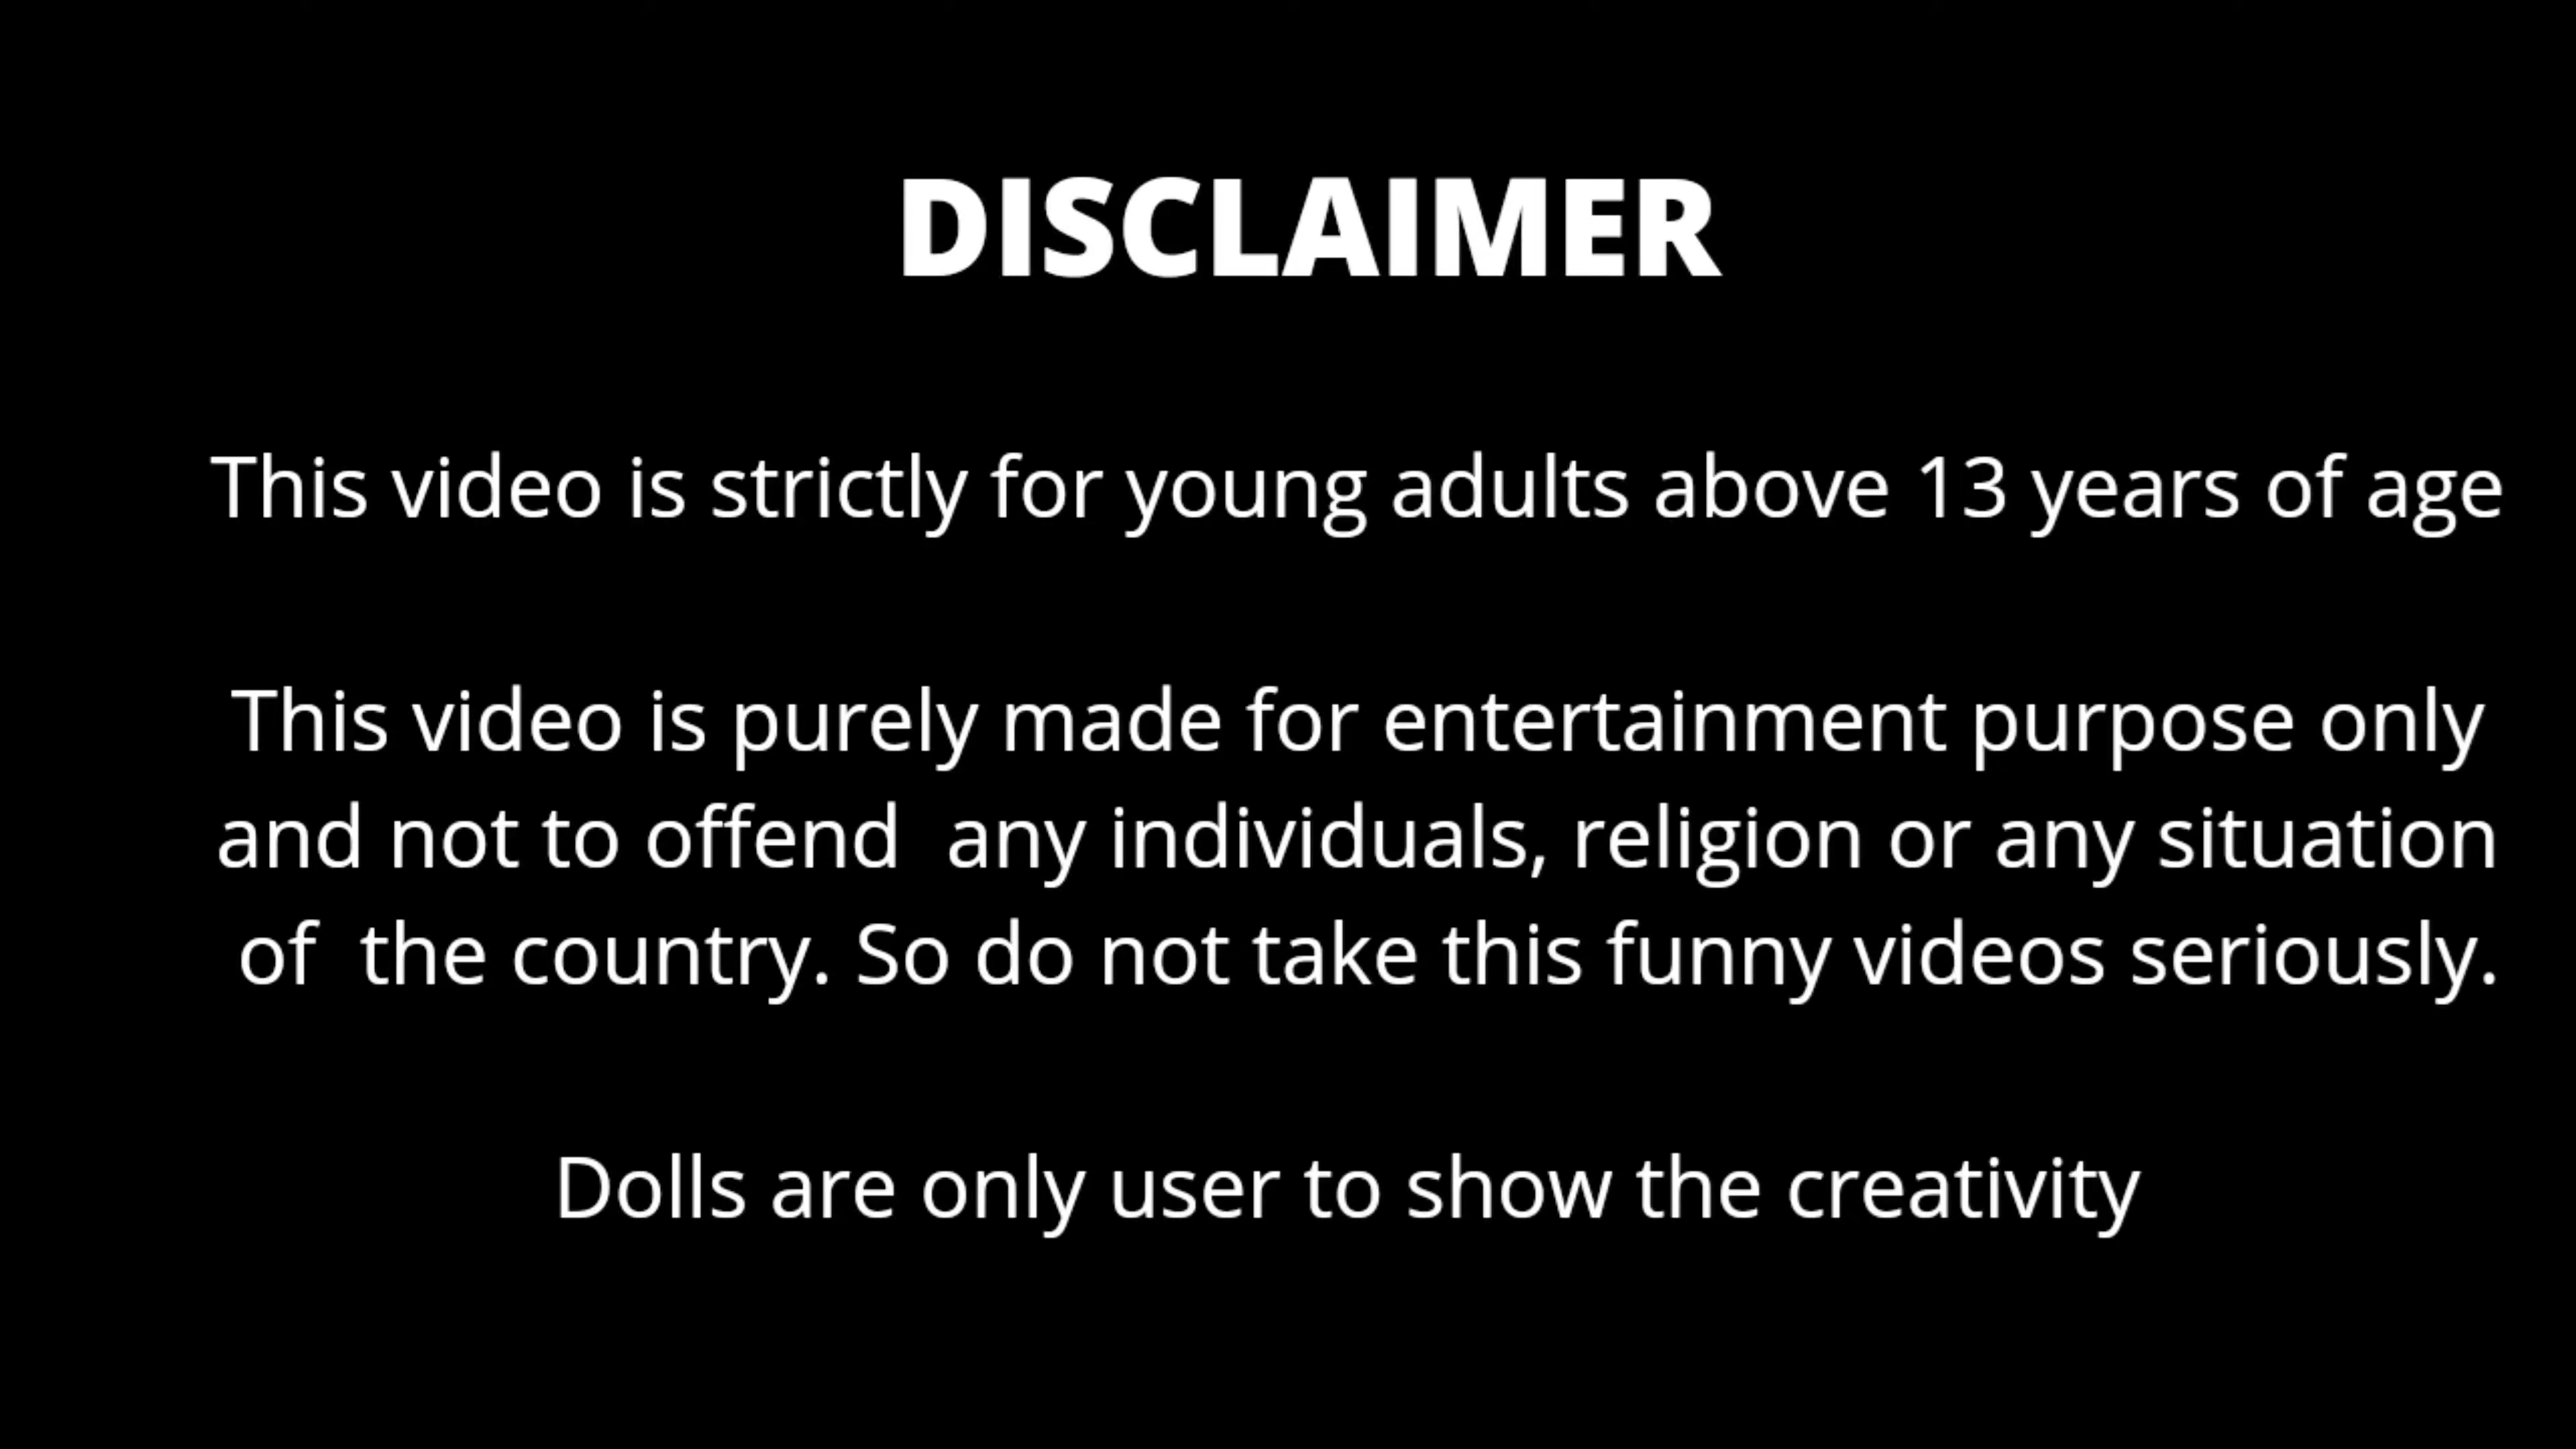 DISCLAIMER
This video is strictly for young adults above 13 years of age
This video is purely made for entertainment purpose only
and not to offend  any individuals, religion or any situation
of  the country. So do not take this funny videos seriously.
Dolls are only user to show the creativity